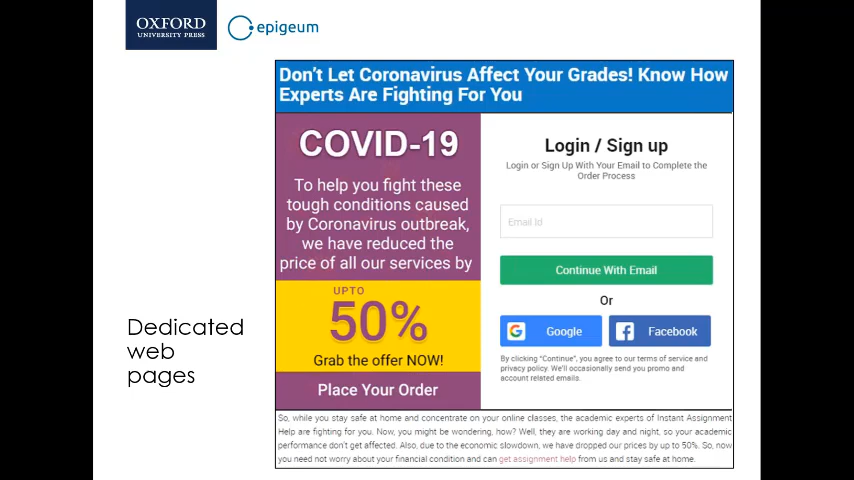 OXFORD
UNIVERSITY PRESS
epigeum
Don't Let Coronavirus Affect Your Grades! Know How
Experts Are Fighting For You
COVID-19
To help you fight these
tough conditions caused
by Coronavirus outbreak,
we have reduced the
price of all our services by
UPTO
50%
Grab the offer NOW!
Place Your Order
Login / Sign up
Login or Sign Up With Your Email to Complete the
Order Process
Email Id
Continue With Email
Or
Google
Facebook
By clicking "Continue", you agree to our terms of service and
privacy policy. We'll occasionally send you promo and
account related emails.
Dedicated
web
pages
So, while you stay safe at home and concentrate on your online classes, the academic experts of Instant Assignment
Help are fighting for you. Now, you might be wondering, how? Well, they are working day and night, so your academic
performance don't get affected. Also, due to the economic slowdown, we have dropped our prices by up to 50%. So, now
you need not worry about your financial condition and can get assignment help from us and stay safe at home.